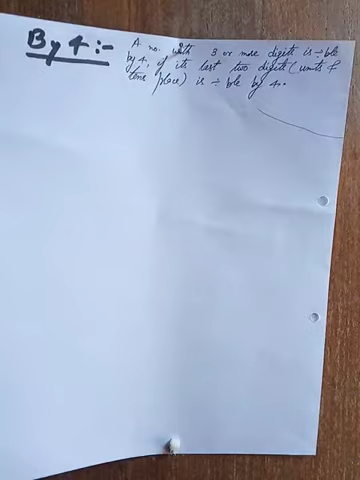 By 4:-
A no. with 3 or more digits is ÷ble
by 4, if its last two digits (units &
tens place) is ÷ble by 4..